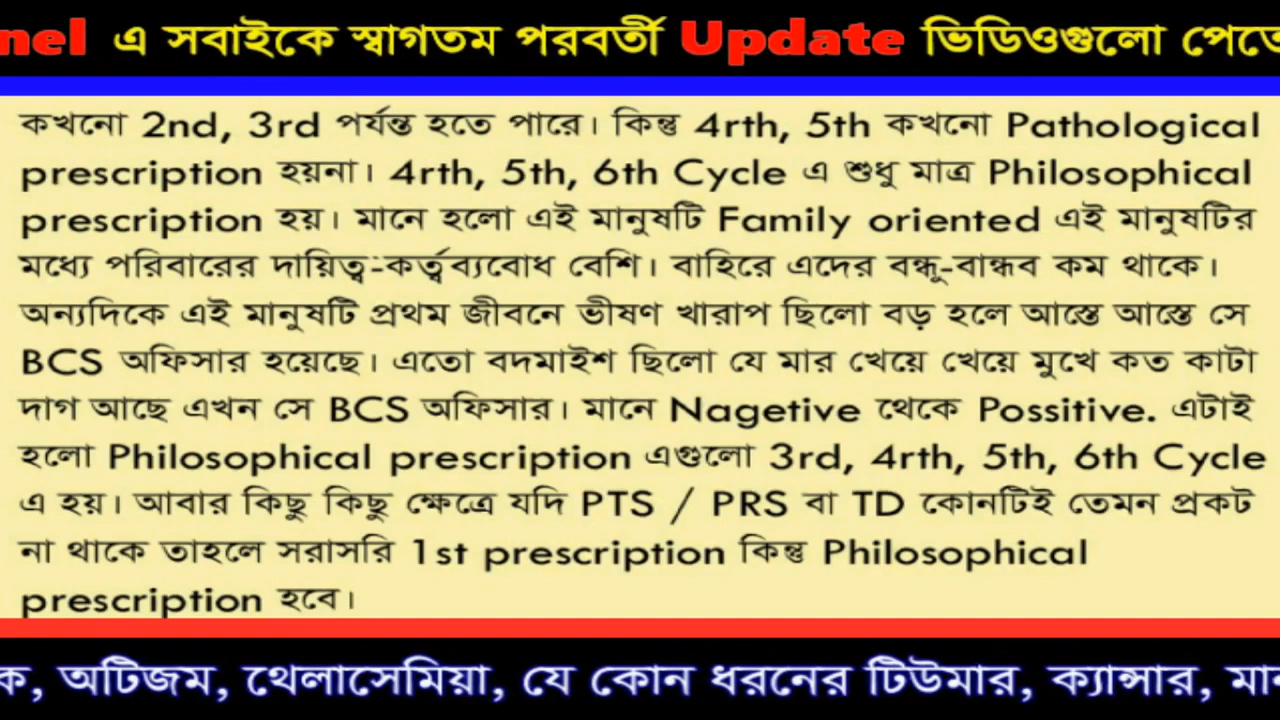 nel এ সবাইকে স্বাগতম পরবর্তী Update ভিডিওগুলো পেতে
কখনো 2nd, 3rd পর্যন্ত হতে পারে। কিন্তু 4rth, 5th কখনো Pathological
prescription হয়না। 4rth, 5th, 6th Cycle এ শুধু মাত্র Philosophical
prescription হয়। মানে হলো এই মানুষটি Family oriented এই মানুষটির
মধ্যে পরিবারের দায়িত্ব-কর্তৃব্যবোধ বেশি। বাহিরে এদের বন্ধু-বান্ধব কম থাকে।
অন্যদিকে এই মানুষটি প্রথম জীবনে ভীষণ খারাপ ছিলো বড় হলে আস্তে আস্তে সে
BCS অফিসার হয়েছে। এতো বদমাইশ ছিলো যে মার খেয়ে খেয়ে মুখে কত কাটা
দাগ আছে এখন সে BCS অফিসার। মানে Nagetive থেকে Possitive. এটাই
হলো Philosophical prescription এগুলো 3rd, 4rth, 5th, 6th Cycle
এ হয়। আবার কিছু কিছু ক্ষেত্রে যদি PTS / PRS বা TD কোনটিই তেমন প্রকট
না থাকে তাহলে সরাসরি 1st prescription কিন্তু Philosophical
prescription হবে।
ক, অটিজম, থেলাসেমিয়া, যে কোন ধরনের টিউমার, ক্যান্সার, মান